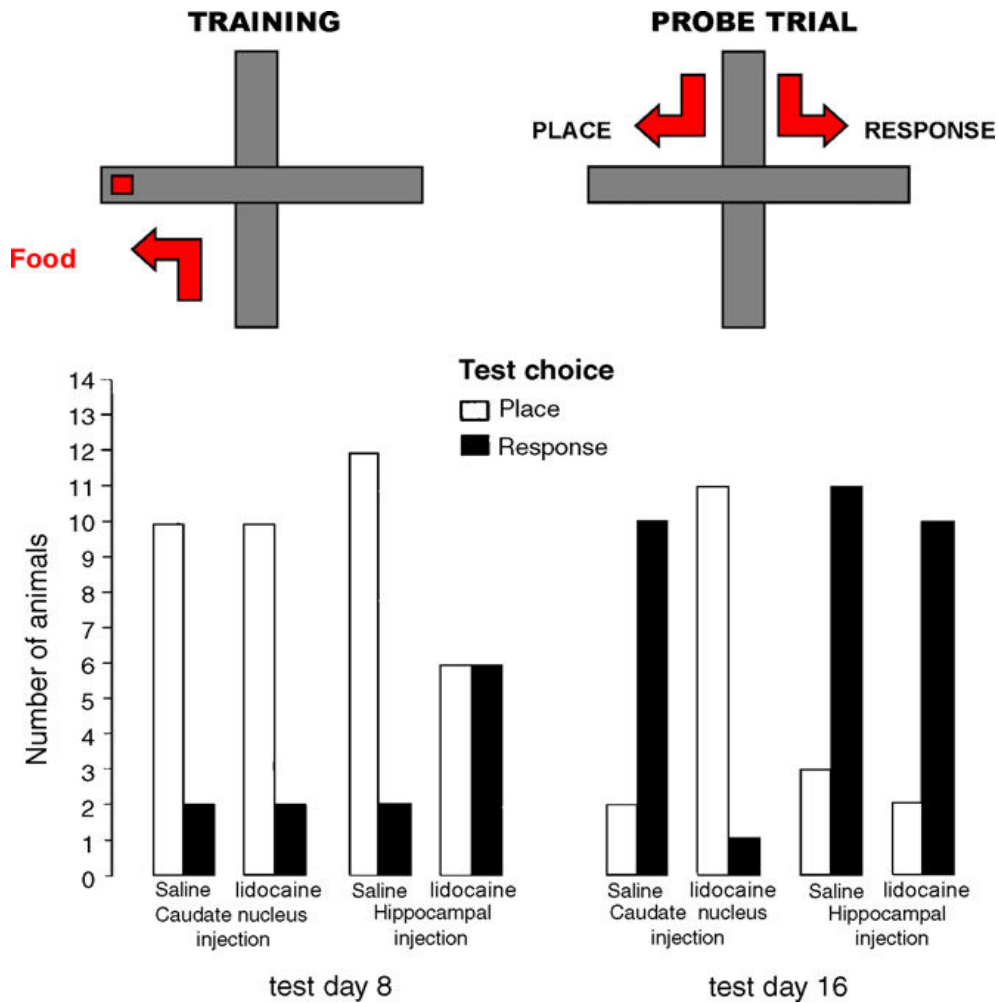 TRAINING
PROBE TRIAL
PLACE
RESPONSE
Food
Test choice
Place
Response
Number of animals
14
13
12
11
10
9
8
7
6
5
4
3
2
1
0
Saline lidocaine Saline lidocaine
Caudate nucleus injection
Hippocampal injection
Saline lidocaine Saline lidocaine
Caudate nucleus injection
Hippocampal injection
test day 8
test day 16